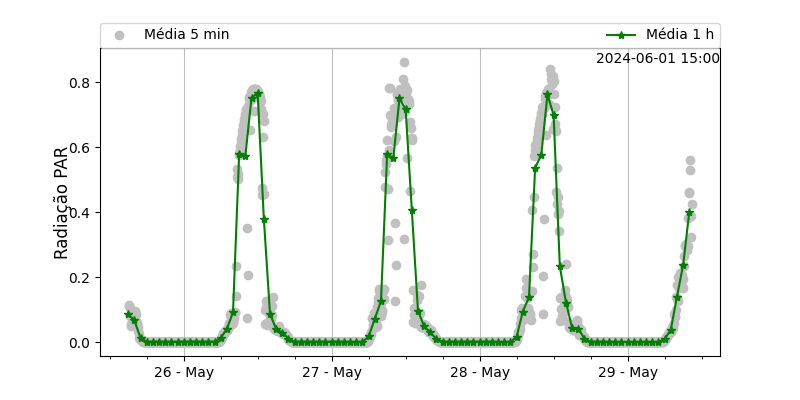 Média 5 min
Média 1 h
2024-06-01 15:00
0.8
0.6
0.4
0.2
0.0
Radiação PAR
26 - May
27 - May
28 - May
29 - May